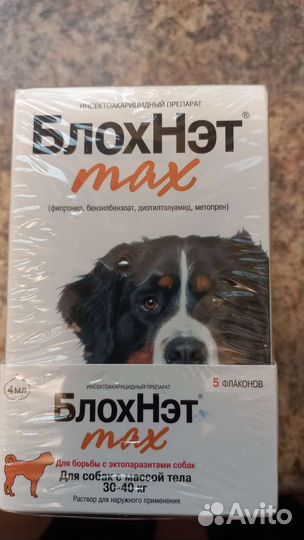 ИНСЕКТОАКАРИЦИДНЫЙ ПРЕПАРАТ
БлохНэт®
max
(фипронил, бензилбензоат, диэтилтолуамид, метопрен)
4мл
ИНСЕКТОАКАРИЦИДНЫЙ ПРЕПАРАТ
5 ФЛАКОНОВ
БлохНэт®
max
Для борьбы с эктопаразитами собак
Для собак с массой тела
30-40 кг
Раствор для наружного применения
Avito